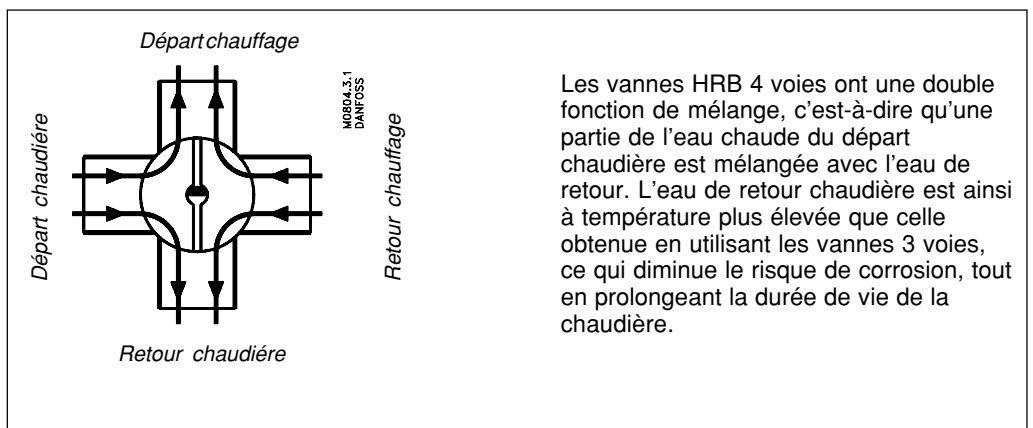 Départ chauffage
M0804.3.1
DANFOSS
Départ chaudiére
Retour chauffage
Retour chaudiére
Les vannes HRB 4 voies ont une double
fonction de mélange, c'est-à-dire qu'une
partie de l'eau chaude du départ
chaudière est mélangée avec l'eau de
retour. L'eau de retour chaudière est ainsi
à température plus élevée que celle
obtenue en utilisant les vannes 3 voies,
ce qui diminue le risque de corrosion, tout
en prolongeant la durée de vie de la
chaudière.